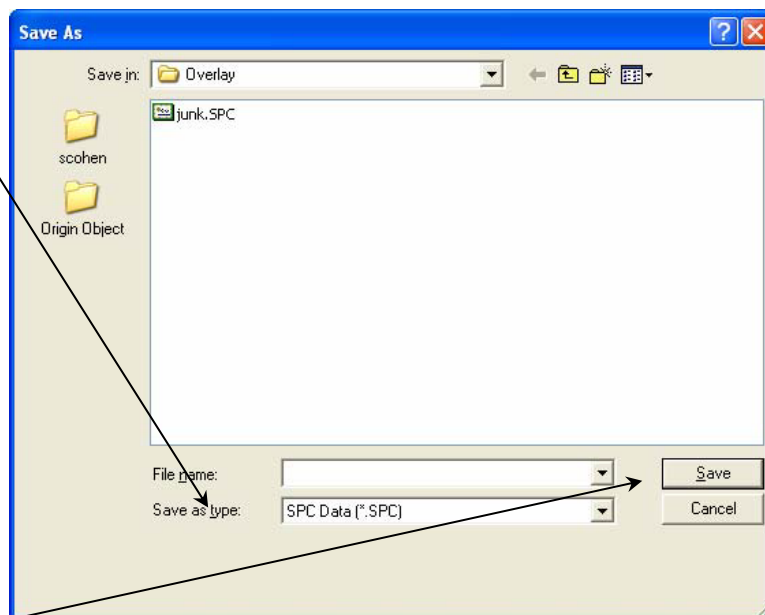 Save As
Save in: Overlay
junk.SPC
scohen
Origin Object
File name:
Save
Save as type: SPC Data (*.SPC)
Cancel